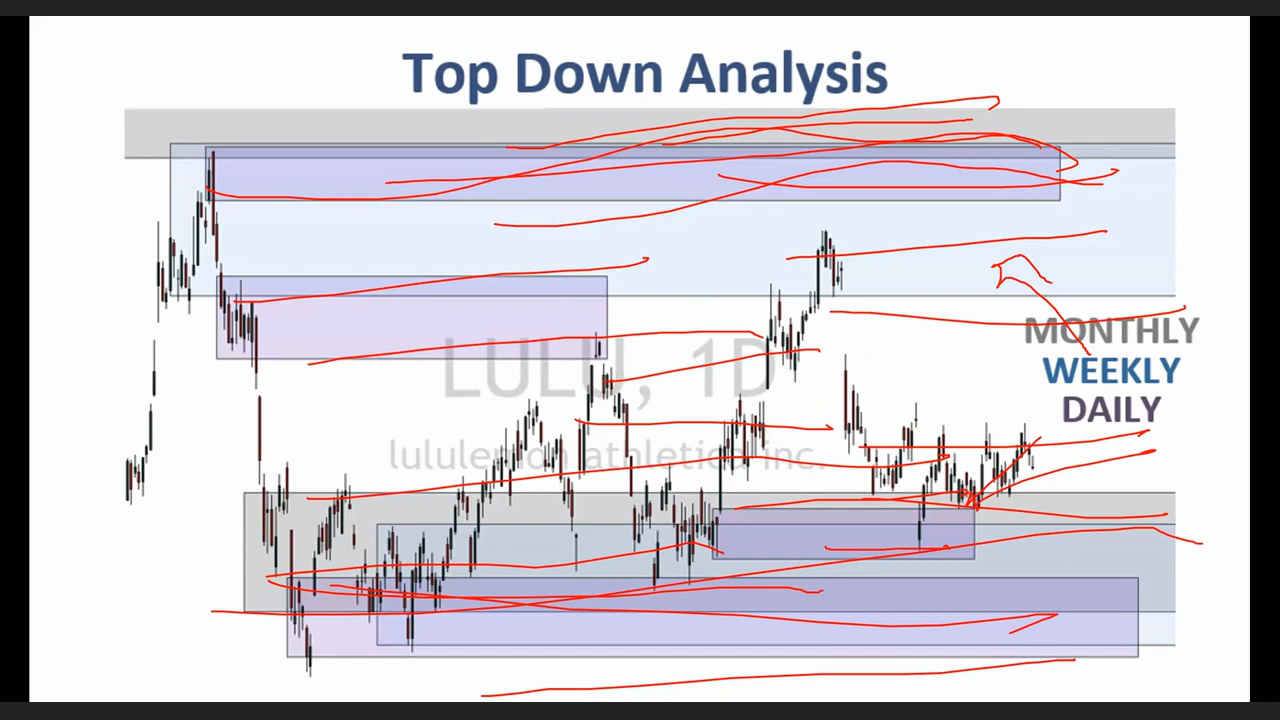 Top Down Analysis
LULU, 1D
lululemon athletica inc.
MONTHLY
WEEKLY
DAILY